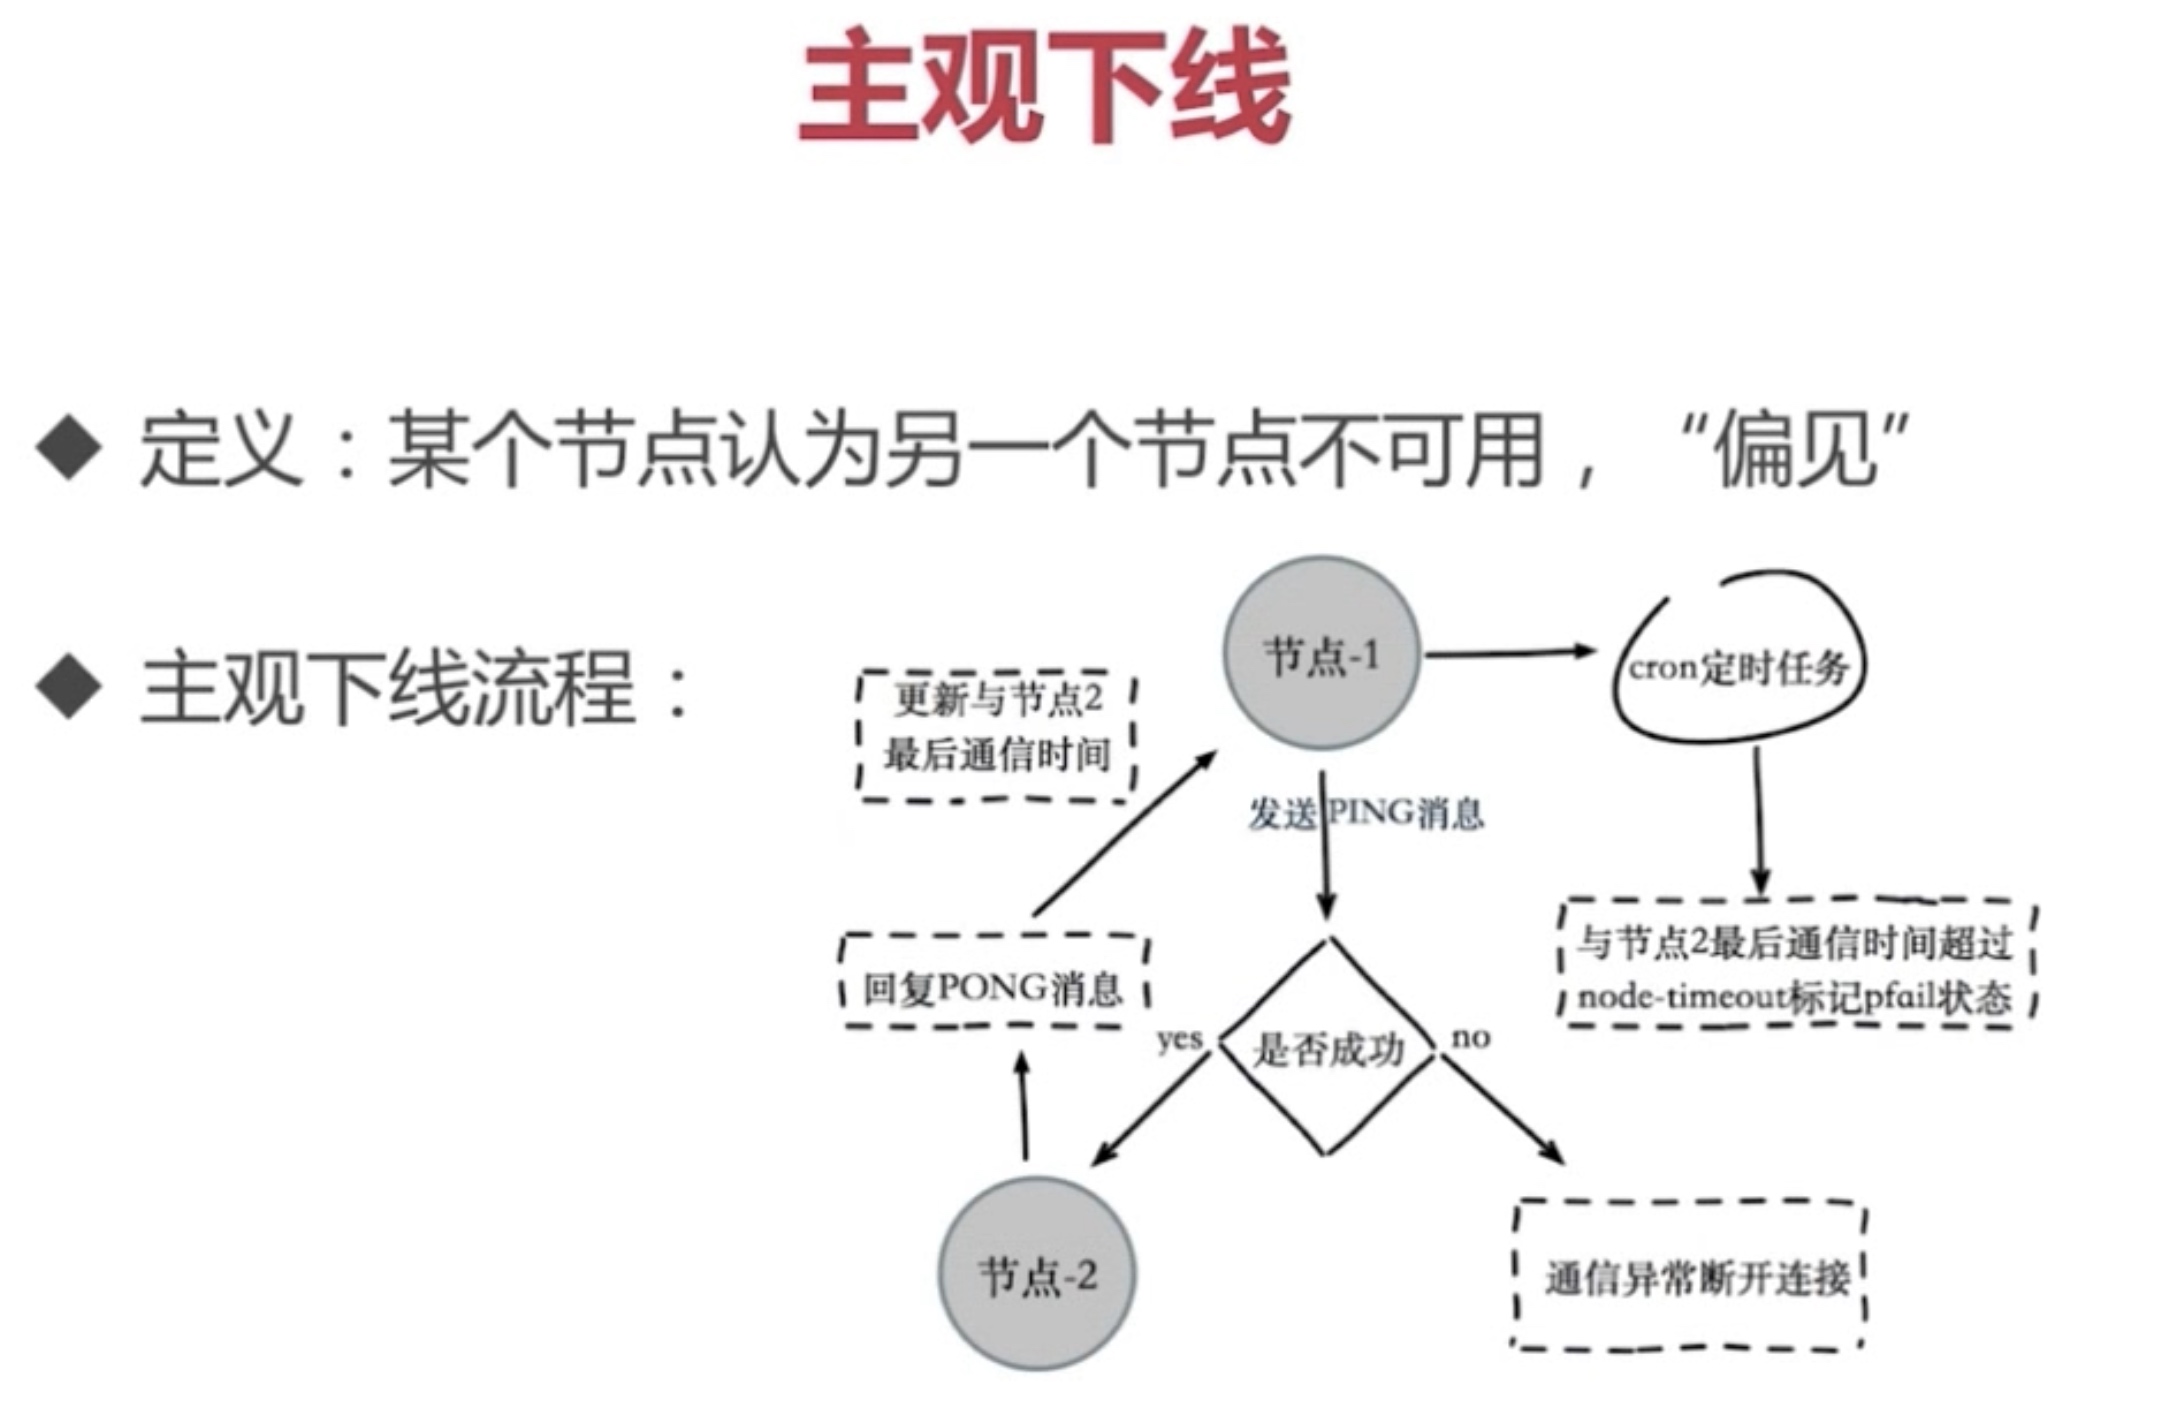 主观下线
◆ 定义：某个节点认为另一个节点不可用，“偏见”
◆ 主观下线流程：
节点-1
cron定时任务
更新与节点2
最后通信时间
发送PING消息
与节点2最后通信时间超过
node-timeout标记pfail状态
回复PONG消息
yes
是否成功
no
节点-2
通信异常断开连接